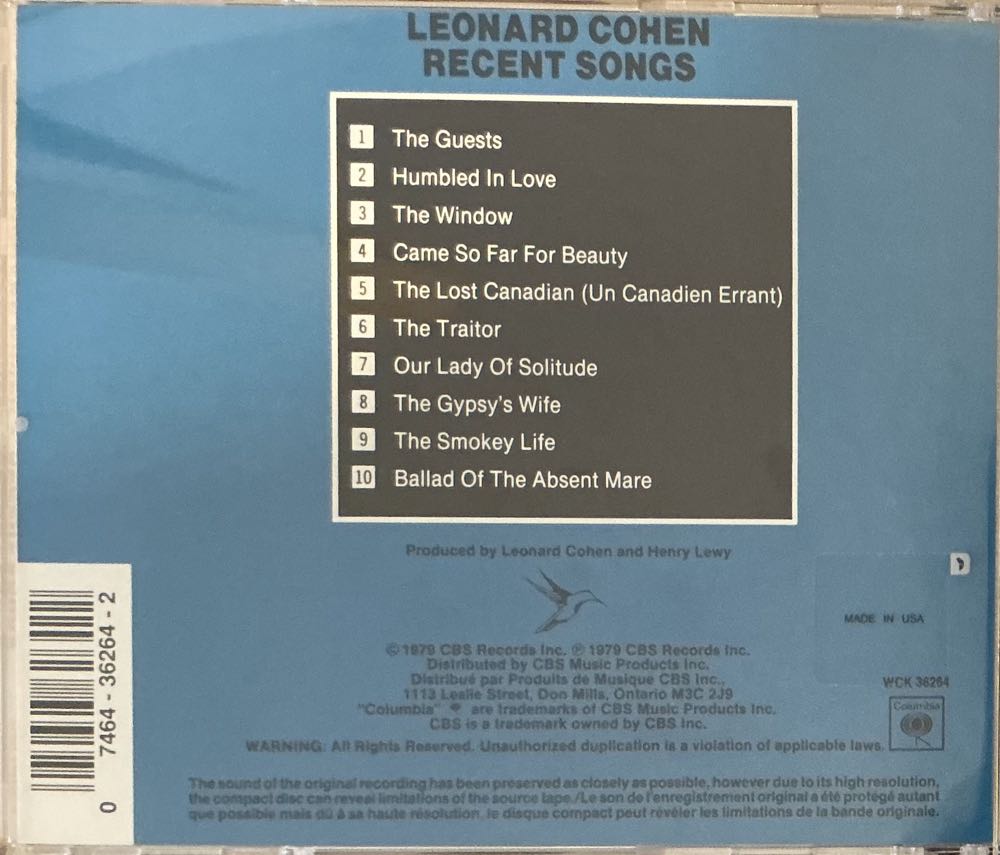 LEONARD COHEN
RECENT SONGS
1 The Guests
2 Humbled In Love
3 The Window
4 Came So Far For Beauty
5 The Lost Canadian (Un Canadien Errant)
6 The Traitor
7 Our Lady Of Solitude
8 The Gypsy's Wife
9 The Smokey Life
10 Ballad Of The Absent Mare
Produced by Leonard Cohen and Henry Lewy
MADE IN USA
© 1979 CBS Records Inc. ℗ 1979 CBS Records Inc.
Distributed by CBS Music Products Inc.
Distribué par Produits de Musique CBS Inc.,
1113 Leslie Street, Don Mills, Ontario M3C 2J9
"Columbia" are trademarks of CBS Music Products Inc.
CBS is a trademark owned by CBS Inc.
WCK 36264
Columbia
WARNING: All Rights Reserved. Unauthorized duplication is a violation of applicable laws.
The sound of the original recording has been preserved as closely as possible, however due to its high resolution,
the compact disc can reveal limitations of the source tape./Le son de l'enregistrement original a été protégé autant
que possible mais dû à sa haute résolution, le disque compact peut révéler les limitations de la bande originale.
0 7464-36264-2